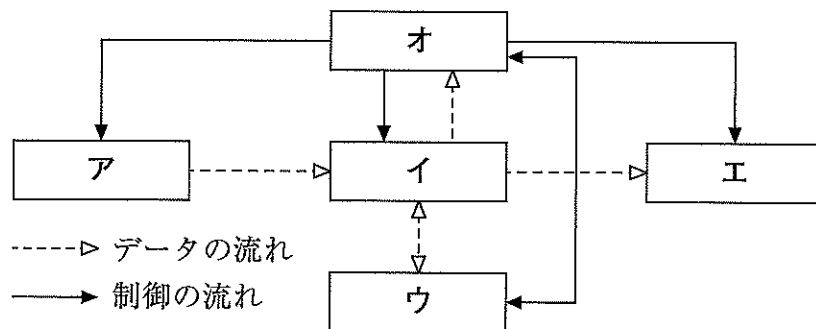 オ
ア
イ
エ
データの流れ
制御の流れ
ウ